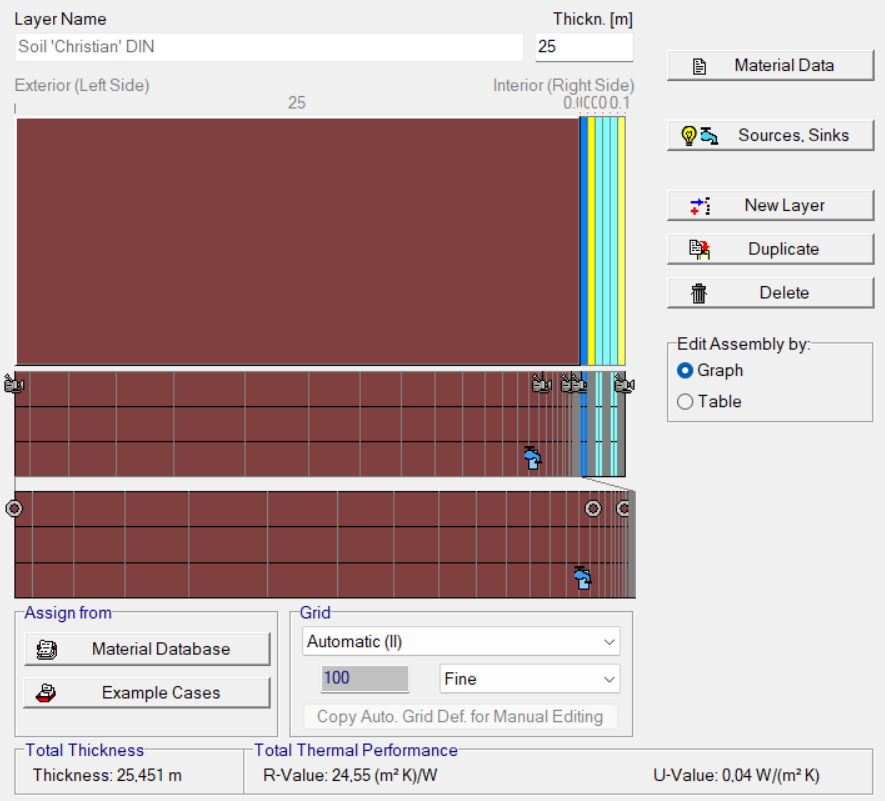 Layer Name
Thickn. [m]
Soil 'Christian' DIN
25
Exterior (Left Side)
Interior (Right Side)
25
0.1
Material Data
Sources, Sinks
New Layer
Duplicate
Delete
Edit Assembly by:
Graph
Table
Assign from
Material Database
Example Cases
Grid
Automatic (II)
100
Fine
Copy Auto. Grid Def. for Manual Editing
Total Thickness
Thickness: 25,451 m
Total Thermal Performance
R-Value: 24,55 (m² K)/W
U-Value: 0,04 W/(m² K)